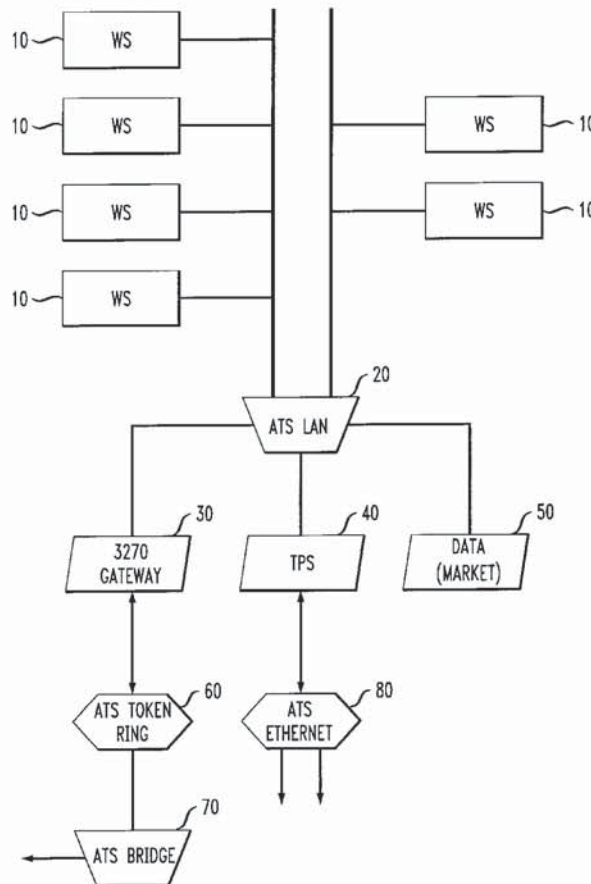 10 WS
10 WS
WS 10
10 WS
WS 10
10 WS
20
ATS LAN
30
40
50
3270
GATEWAY
TPS
DATA
(MARKET)
60
80
ATS TOKEN
RING
ATS
ETHERNET
70
ATS BRIDGE